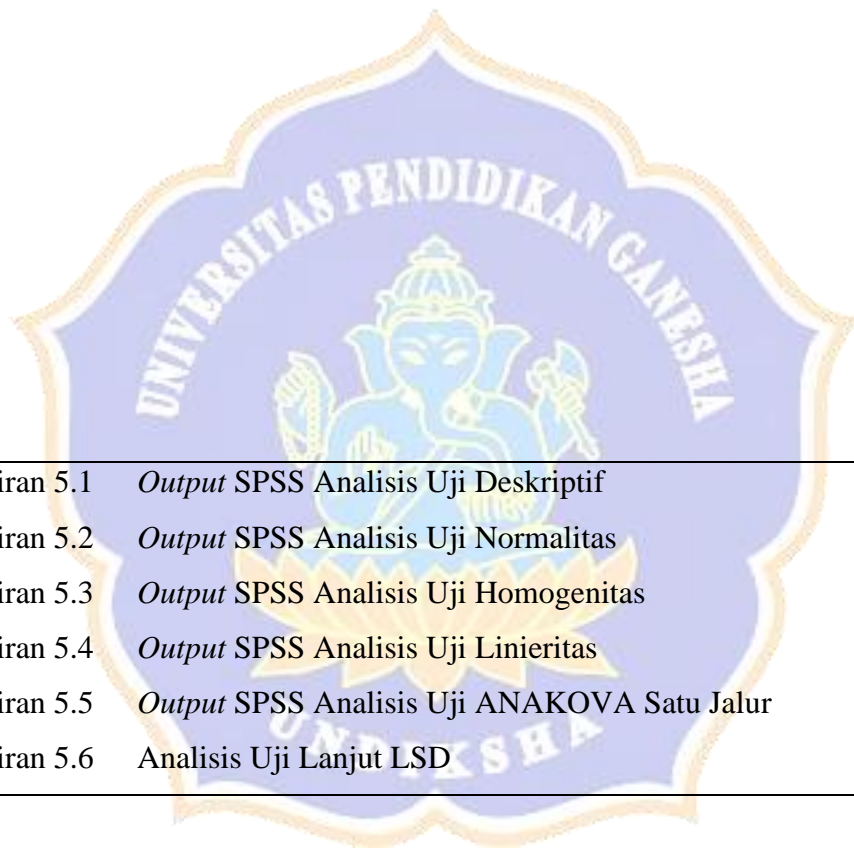 UNIVERSITAS PENDIDIKAN GANESHA
iran 5.1 Output SPSS Analisis Uji Deskriptif
iran 5.2 Output SPSS Analisis Uji Normalitas
iran 5.3 Output SPSS Analisis Uji Homogenitas
iran 5.4 Output SPSS Analisis Uji Linieritas
iran 5.5 Output SPSS Analisis Uji ANAKOVA Satu Jalur
iran 5.6 Analisis Uji Lanjut LSD
UNDIKSHA